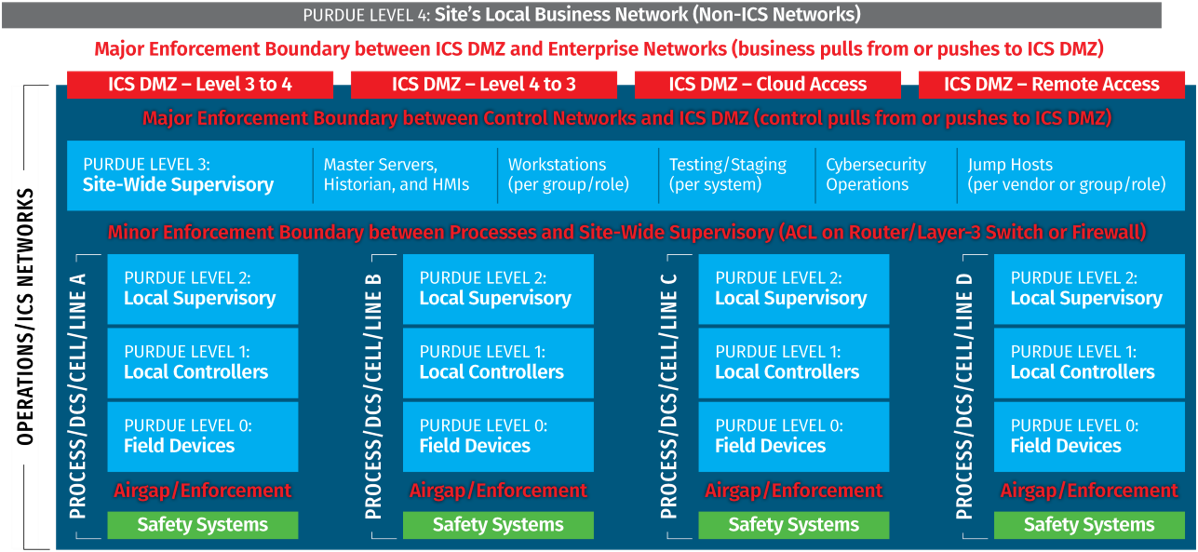 PURDUE LEVEL 4: Site's Local Business Network (Non-ICS Networks)
Major Enforcement Boundary between ICS DMZ and Enterprise Networks (business pulls from or pushes to ICS DMZ)
ICS DMZ – Level 3 to 4
ICS DMZ – Level 4 to 3
ICS DMZ – Cloud Access
ICS DMZ – Remote Access
OPERATIONS/ICS NETWORKS
Major Enforcement Boundary between Control Networks and ICS DMZ (control pulls from or pushes to ICS DMZ)
PURDUE LEVEL 3:
Site-Wide Supervisory
Master Servers,
Historian, and HMIs
Workstations
(per group/role)
Testing/Staging
(per system)
Cybersecurity
Operations
Jump Hosts
(per vendor or group/role)
Minor Enforcement Boundary between Processes and Site-Wide Supervisory (ACL on Router/Layer-3 Switch or Firewall)
PROCESS/DCS/CELL/LINE A
PURDUE LEVEL 2:
Local Supervisory
PURDUE LEVEL 1:
Local Controllers
PURDUE LEVEL 0:
Field Devices
Airgap/Enforcement
Safety Systems
PROCESS/DCS/CELL/LINE B
PURDUE LEVEL 2:
Local Supervisory
PURDUE LEVEL 1:
Local Controllers
PURDUE LEVEL 0:
Field Devices
Airgap/Enforcement
Safety Systems
PROCESS/DCS/CELL/LINE C
PURDUE LEVEL 2:
Local Supervisory
PURDUE LEVEL 1:
Local Controllers
PURDUE LEVEL 0:
Field Devices
Airgap/Enforcement
Safety Systems
PROCESS/DCS/CELL/LINE D
PURDUE LEVEL 2:
Local Supervisory
PURDUE LEVEL 1:
Local Controllers
PURDUE LEVEL 0:
Field Devices
Airgap/Enforcement
Safety Systems